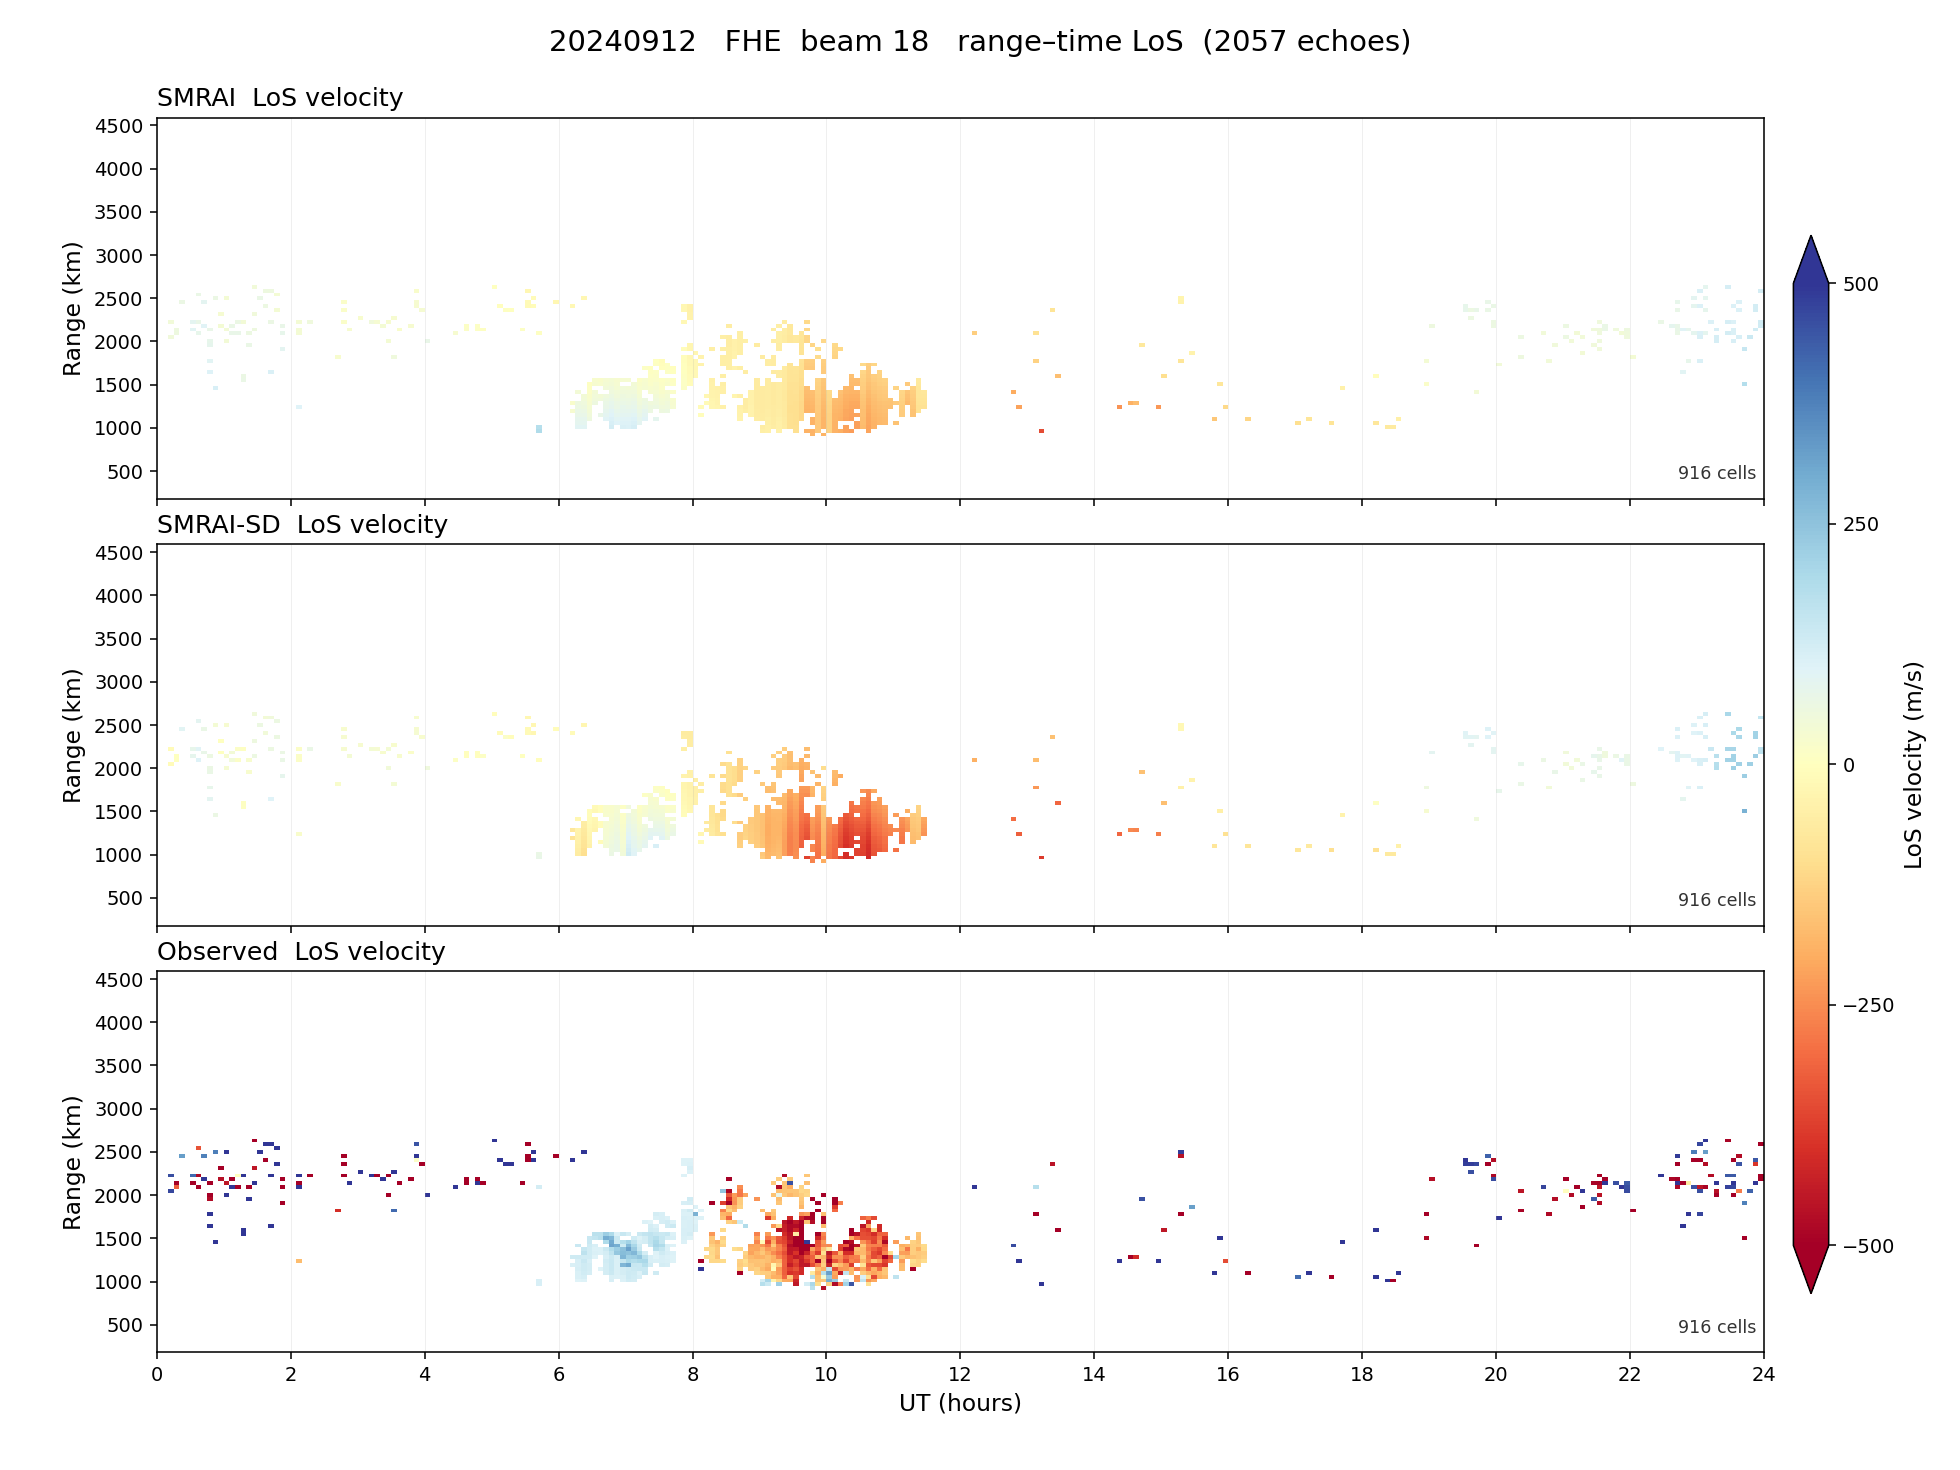 20240912   FHE  beam 18   range–time LoS  (2057 echoes)
SMRAI  LoS velocity
4500
4000
3500
3000
2500
2000
1500
1000
500
Range (km)
916 cells
SMRAI-SD  LoS velocity
4500
4000
3500
3000
2500
2000
1500
1000
500
Range (km)
916 cells
Observed  LoS velocity
4500
4000
3500
3000
2500
2000
1500
1000
500
Range (km)
916 cells
0 2 4 6 8 10 12 14 16 18 20 22 24
UT (hours)
500
250
0
−250
−500
LoS velocity (m/s)